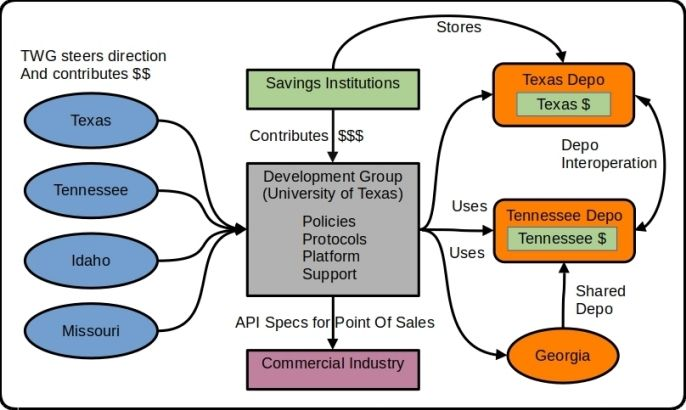 TWG steers direction
And contributes $$
Texas
Tennessee
Idaho
Missouri
Savings Institutions
Contributes $$$
Development Group
(University of Texas)
Policies
Protocols
Platform
Support
API Specs for Point Of Sales
Commercial Industry
Stores
Texas Depo
Texas $
Depo
Interoperation
Uses
Tennessee Depo
Tennessee $
Uses
Shared
Depo
Georgia